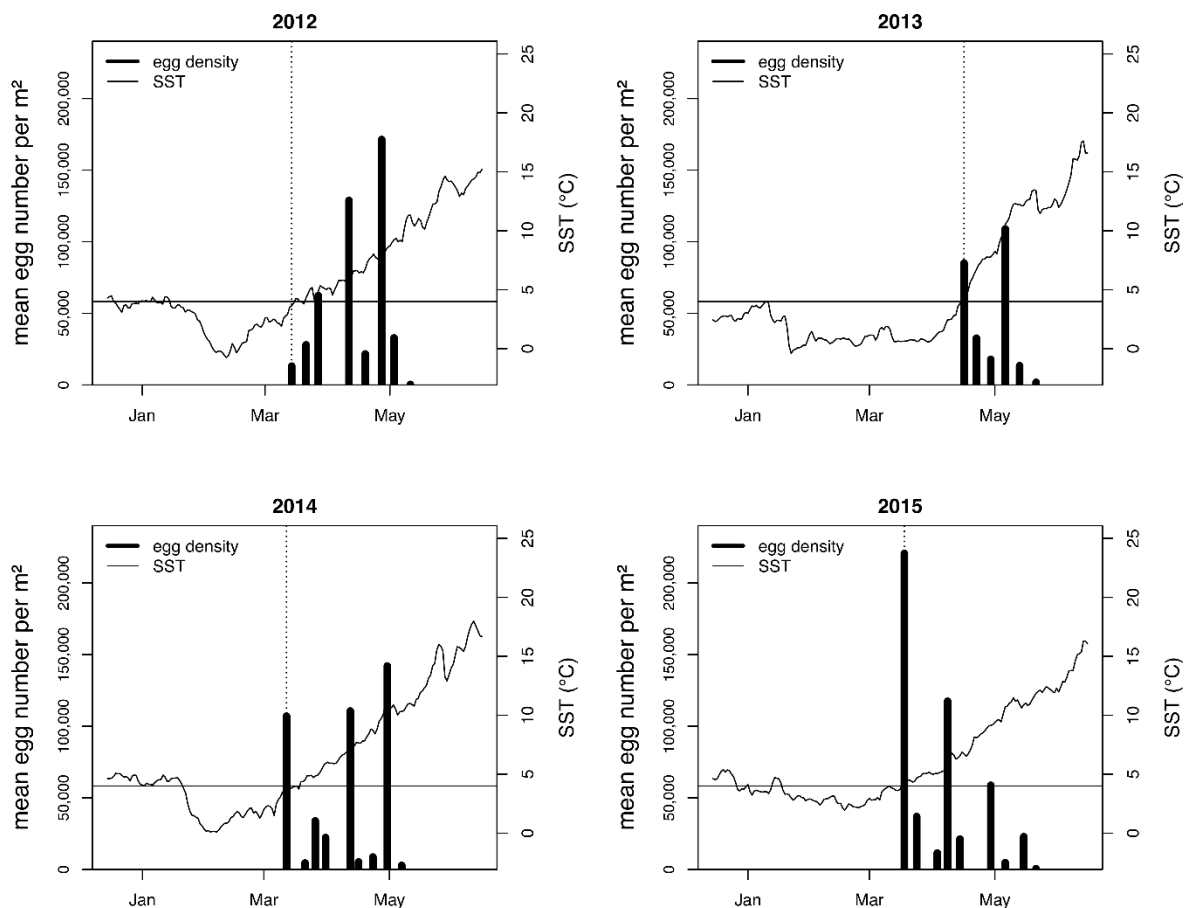 2012
mean egg number per m²
0
50,000
100,000
150,000
200,000
egg density
SST
0
5
10
15
20
25
SST (°C)
Jan
Mar
May
2013
mean egg number per m²
0
50,000
100,000
150,000
200,000
egg density
SST
0
5
10
15
20
25
SST (°C)
Jan
Mar
May
2014
mean egg number per m²
0
50,000
100,000
150,000
200,000
egg density
SST
0
5
10
15
20
25
SST (°C)
Jan
Mar
May
2015
mean egg number per m²
0
50,000
100,000
150,000
200,000
egg density
SST
0
5
10
15
20
25
SST (°C)
Jan
Mar
May